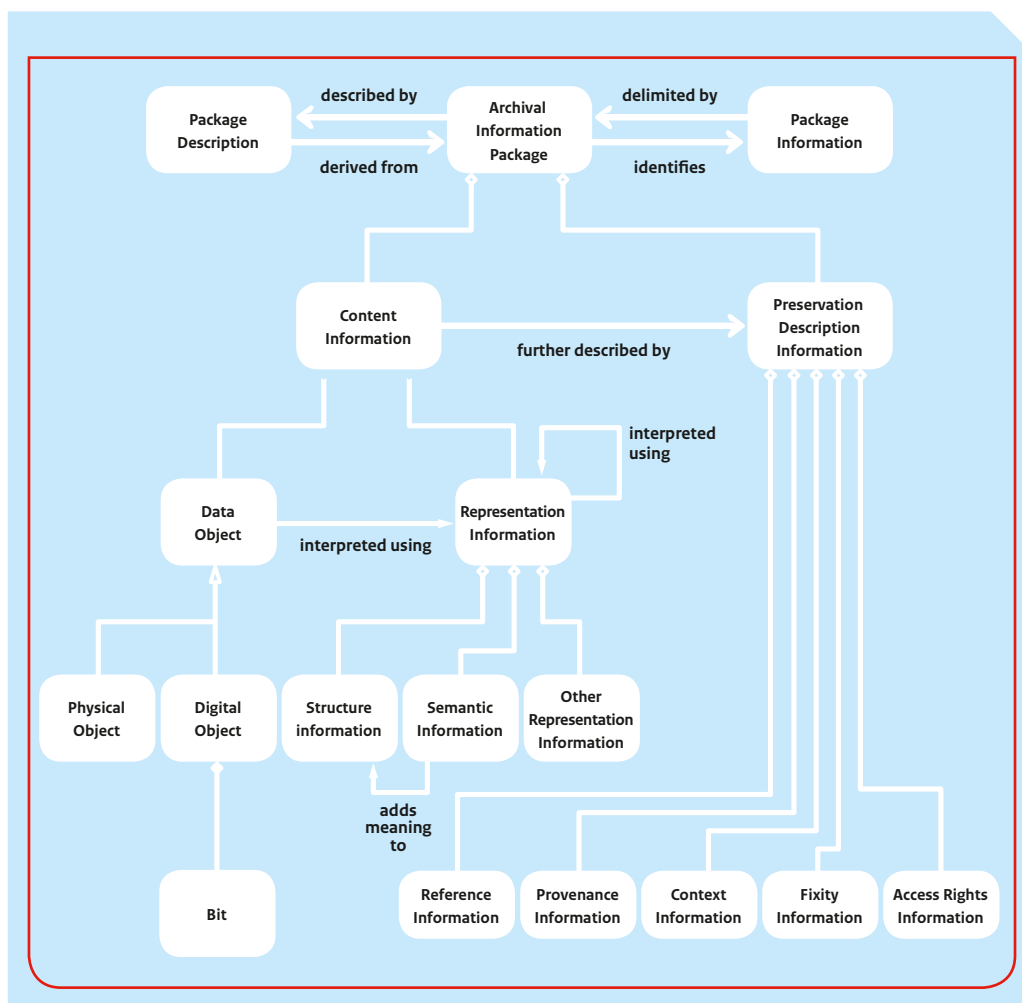 described by
delimited by
Package
Description
Archival
Information
Package
Package
Information
derived from
identifies
Content
Information
Preservation
Description
Information
further described by
interpreted
using
Data
Object
Representation
Information
interpreted using
Physical
Object
Digital
Object
Structure
information
Semantic
Information
Other
Representation
Information
adds
meaning
to
Bit
Reference
Information
Provenance
Information
Context
Information
Fixity
Information
Access Rights
Information